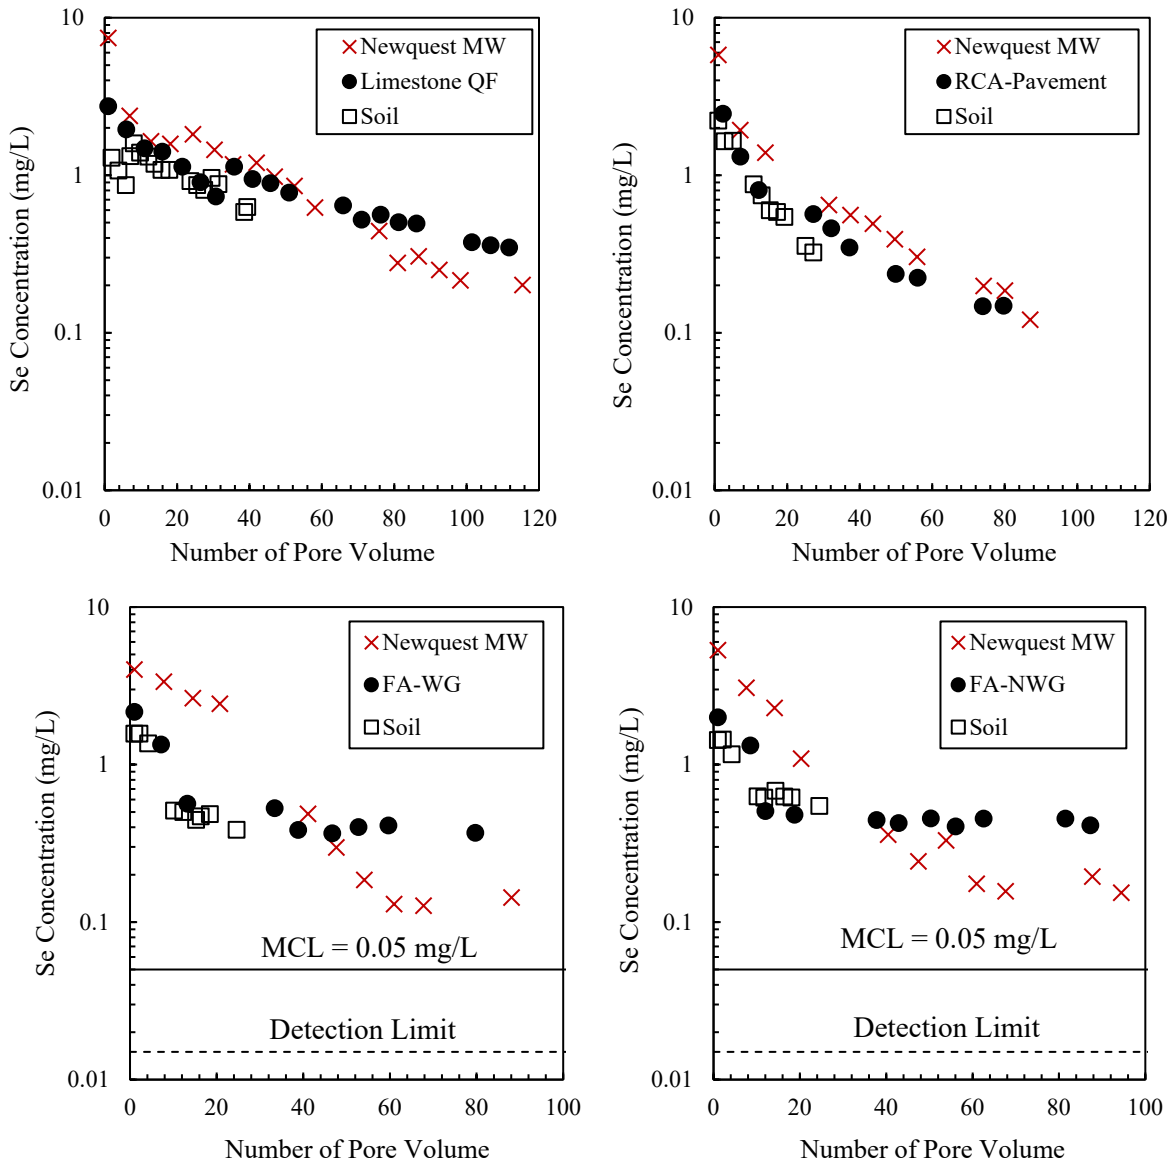 10
1
0.1
0.01
Se Concentration (mg/L)
Newquest MW
Limestone QF
Soil
0 20 40 60 80 100 120
Number of Pore Volume
10
1
0.1
0.01
Se Concentration (mg/L)
Newquest MW
RCA-Pavement
Soil
0 20 40 60 80 100 120
Number of Pore Volume
10
1
0.1
0.01
Se Concentration (mg/L)
Newquest MW
FA-WG
Soil
MCL = 0.05 mg/L
Detection Limit
0 20 40 60 80 100
Number of Pore Volume
10
1
0.1
0.01
Se Concentration (mg/L)
Newquest MW
FA-NWG
Soil
MCL = 0.05 mg/L
Detection Limit
0 20 40 60 80 100
Number of Pore Volume